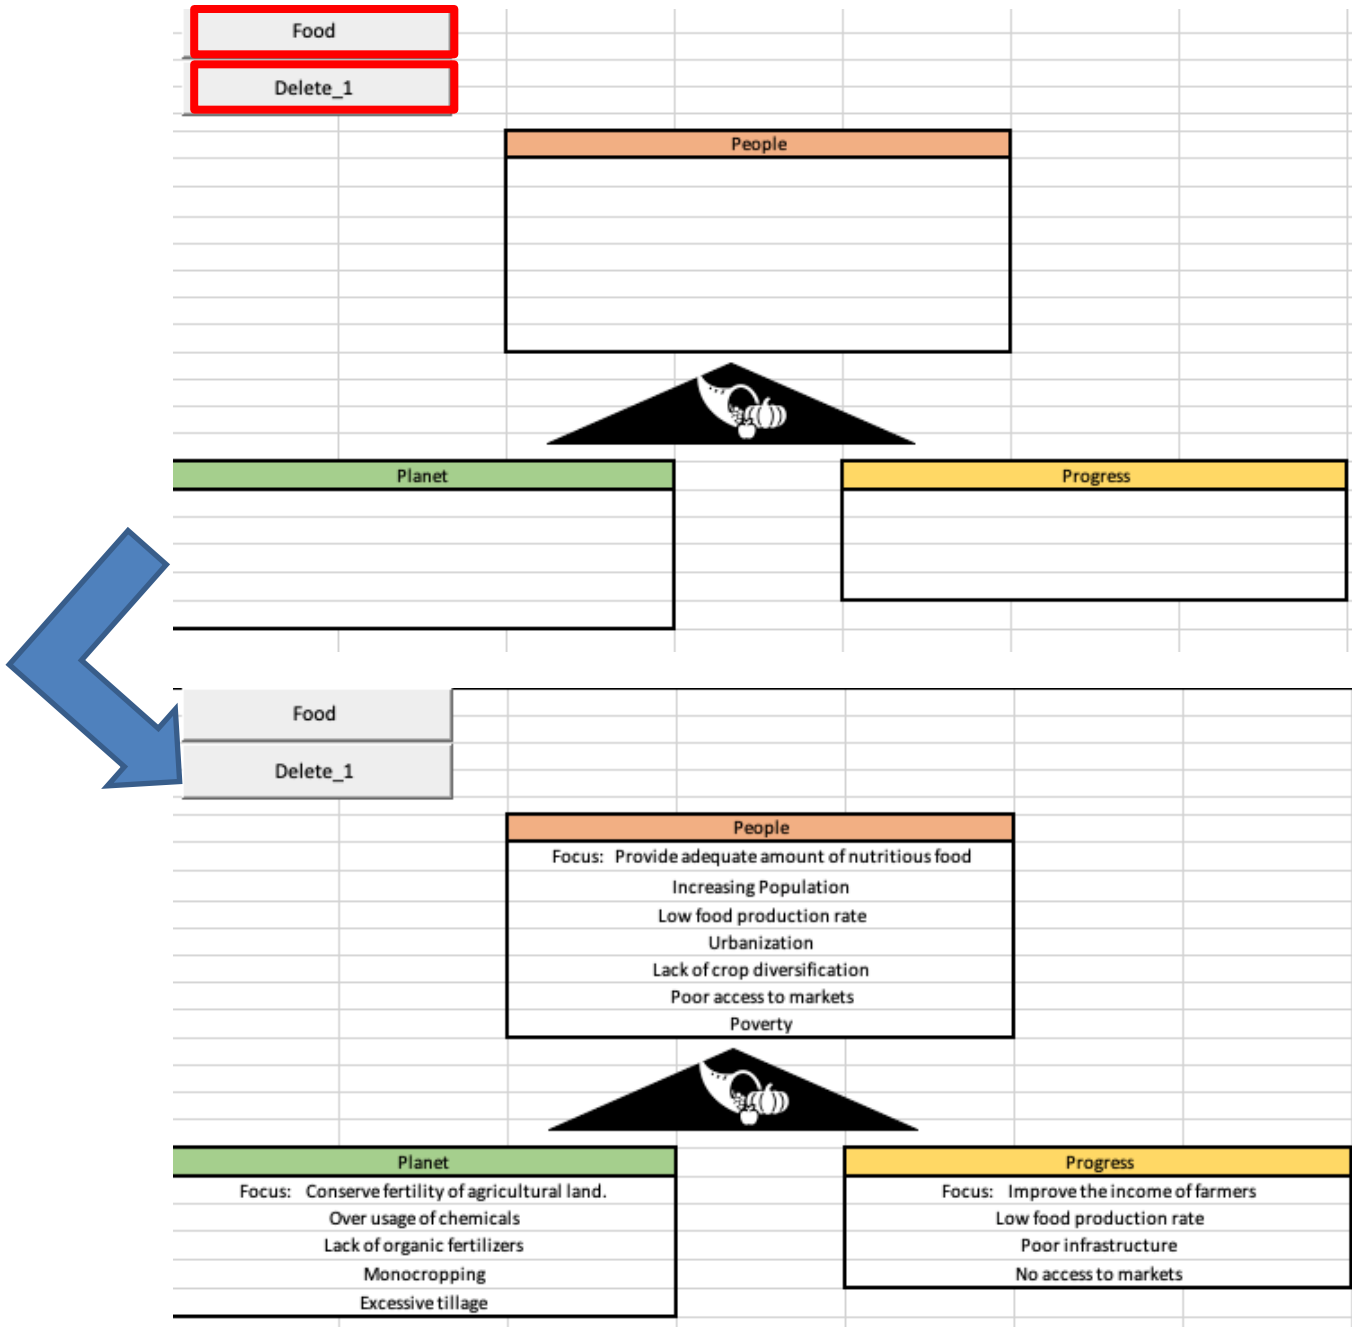 Food
Delete_1
People
Planet
Progress
Food
Delete_1
People
Focus: Provide adequate amount of nutritious food
Increasing Population
Low food production rate
Urbanization
Lack of crop diversification
Poor access to markets
Poverty
Planet
Focus: Conserve fertility of agricultural land.
Over usage of chemicals
Lack of organic fertilizers
Monocropping
Excessive tillage
Progress
Focus: Improve the income of farmers
Low food production rate
Poor infrastructure
No access to markets